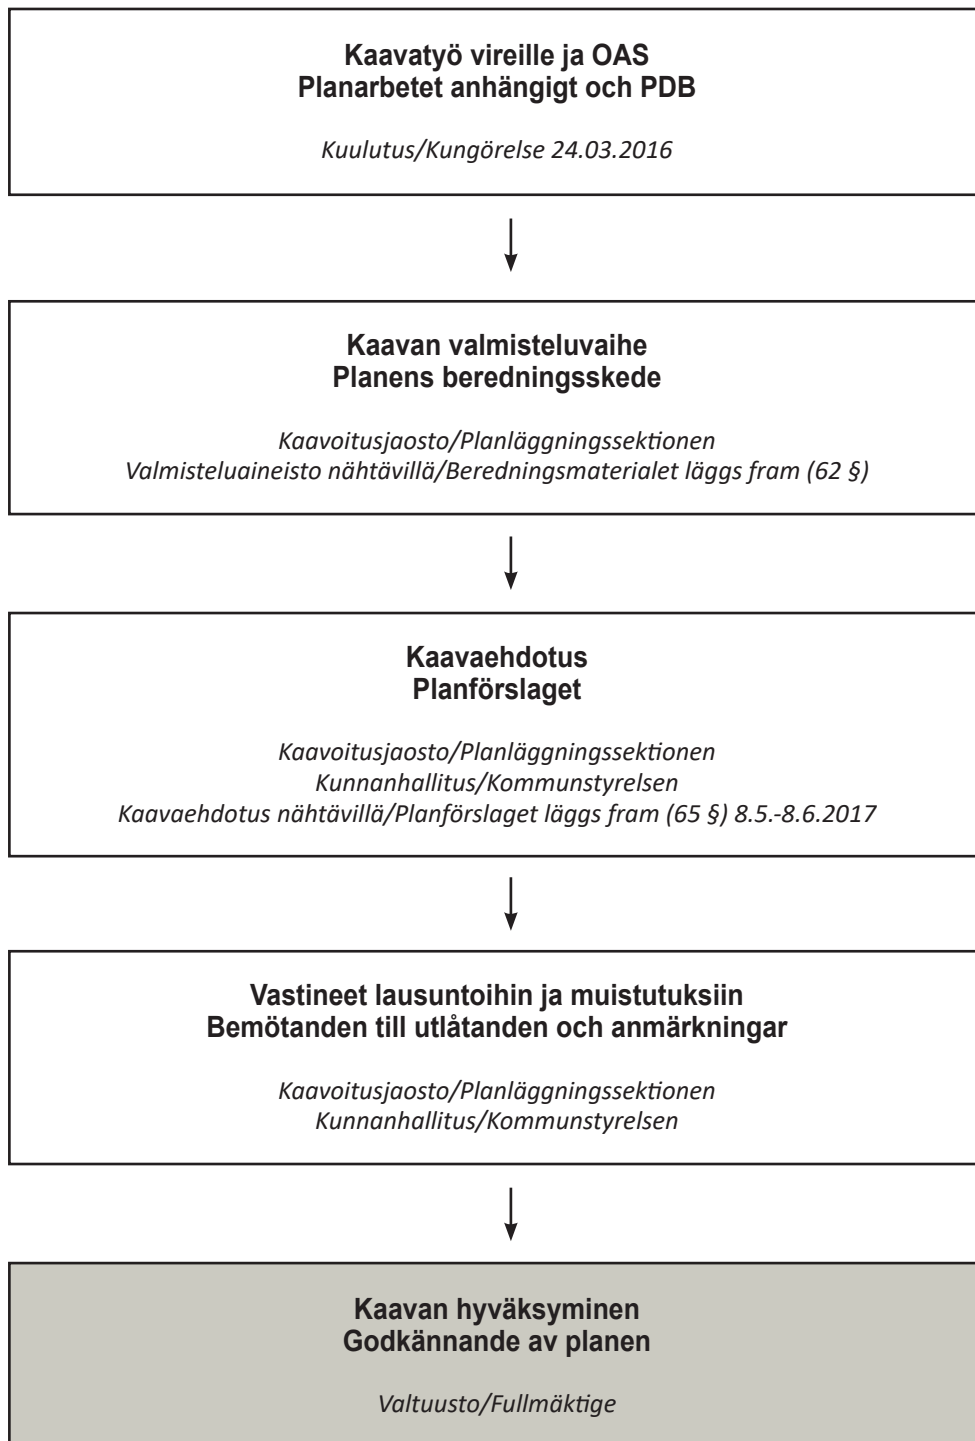 Kaavatyö vireille ja OAS
Planarbetet anhängigt och PDB
Kuulutus/Kungörelse 24.03.2016
Kaavan valmisteluvaihe
Planens beredningsskede
Kaavoitusjaosto/Planläggningssektionen
Valmisteluaineisto nähtävillä/Beredningsmaterialet läggs fram (62 §)
Kaavaehdotus
Planförslaget
Kaavoitusjaosto/Planläggningssektionen
Kunnanhallitus/Kommunstyrelsen
Kaavaehdotus nähtävillä/Planförslaget läggs fram (65 §) 8.5.-8.6.2017
Vastineet lausuntoihin ja muistutuksiin
Bemötanden till utlåtanden och anmärkningar
Kaavoitusjaosto/Planläggningssektionen
Kunnanhallitus/Kommunstyrelsen
Kaavan hyväksyminen
Godkännande av planen
Valtuusto/Fullmäktige